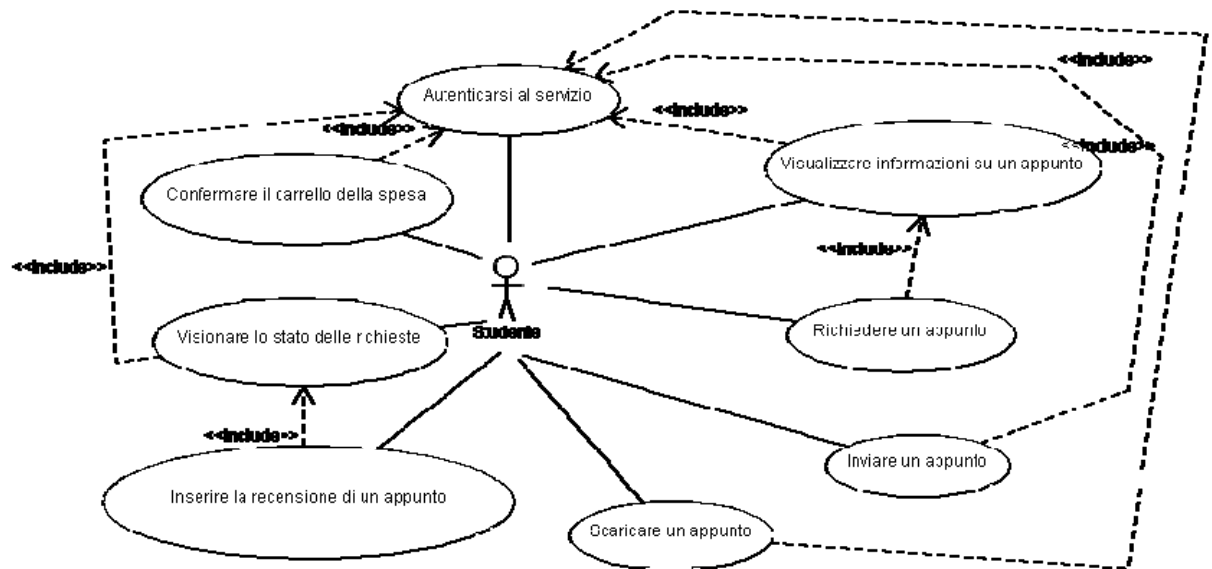 <<include>>
Autenticarsi al servizio
<<include>>
<<include>>
<<include>>
Visualizzare informazioni su un appunto
Confermare il carrello della spesa
<<include>>
<<include>>
Richiedere un appunto
Studente
Visionare lo stato delle richieste
<<include>>
Inviare un appunto
Inserire la recensione di un appunto
Scaricare un appunto